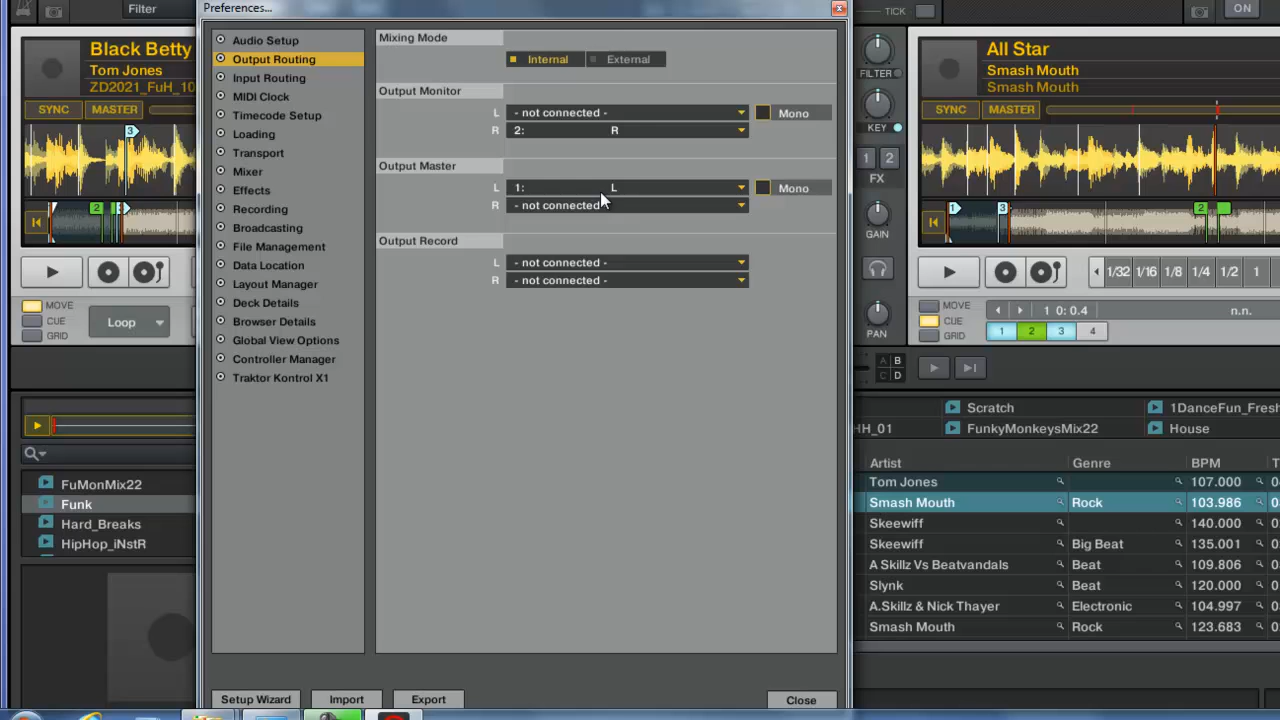 Preferences...
Filter
TICK
ON
Black Betty
Tom Jones
ZD2021_FuH_10
SYNC
MASTER
3
2
3
MOVE
CUE
GRID
Loop
FuMonMix22
Funk
Hard_Breaks
HipHop_iNstR
Audio Setup
Output Routing
Input Routing
MIDI Clock
Timecode Setup
Loading
Transport
Mixer
Effects
Recording
Broadcasting
File Management
Data Location
Layout Manager
Deck Details
Browser Details
Global View Options
Controller Manager
Traktor Kontrol X1
Mixing Mode
Internal
External
Output Monitor
L - not connected - Mono
R 2: R
Output Master
L 1: L Mono
R - not connected -
Output Record
L - not connected -
R - not connected -
Setup Wizard
Import
Export
Close
FILTER
KEY
1 2
FX
GAIN
PAN
A B
C D
All Star
Smash Mouth
Smash Mouth
SYNC
MASTER
1
3
2
1/32 1/16 1/8 1/4 1/2 1
MOVE
CUE
GRID
1 0: 0.4
n.n.
1 2 3 4
Scratch
1DanceFun_Fresh
HH_01
FunkyMonkeysMix22
House
Artist Genre BPM T
Tom Jones 107.000
Smash Mouth Rock 103.986
Skeewiff 140.000
Skeewiff Big Beat 135.001
A Skillz Vs Beatvandals Beat 109.806
Slynk Beat 120.000
A.Skillz & Nick Thayer Electronic 104.997
Smash Mouth Rock 123.683